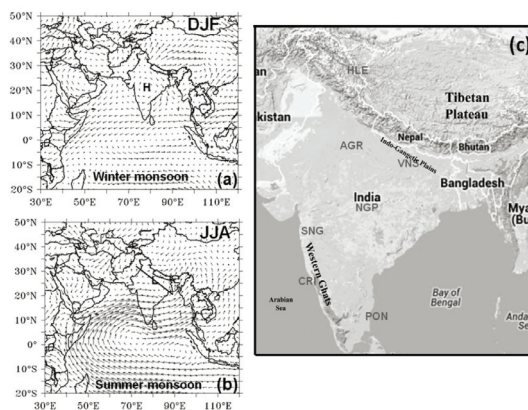 DJF
50°N
40°N
30°N
20°N
10°N
0°
10°S
20°S
H
Winter monsoon
(a)
30°E 50°E 70°E 90°E 110°E
JJA
50°N
40°N
30°N
20°N
10°N
0°
10°S
20°S
Summer monsoon
(b)
30°E 50°E 70°E 90°E 110°E
(c)
HLE
an
Tibetan
Plateau
kistan
AGR
Nepal
Indo-Gangetic Plains
Bhutan
VNS
Bangladesh
India
NGP
Mya
(Bu
SNG
Western Ghats
CRI
Arabian
Sea
PON
Bay of
Bengal
Anda